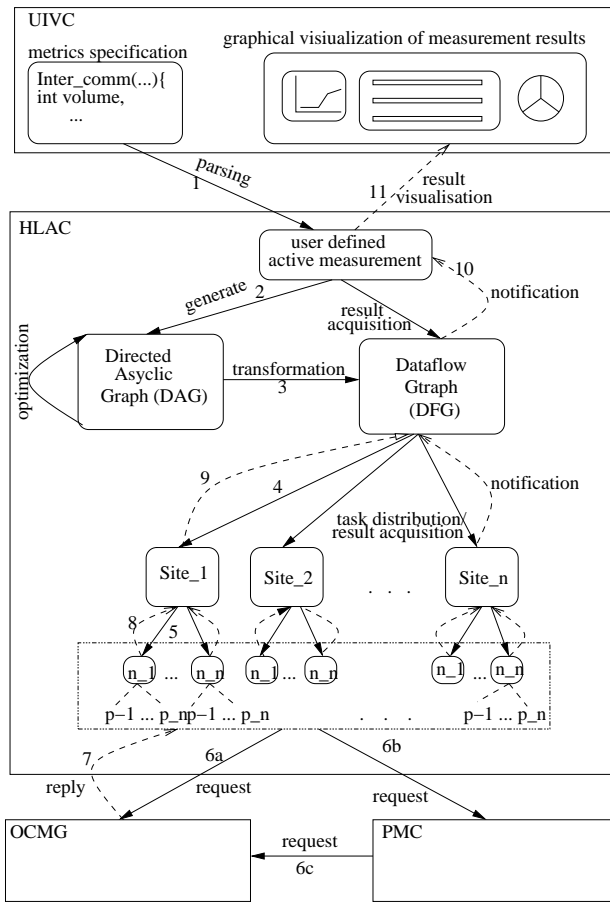 UIVC
metrics specification
graphical visiualization of measurement results
Inter_comm(...){
int volume,
...
parsing
1
11
result
visualisation
HLAC
user defined
active measurement
10
notification
generate
2
result
acquisition
optimization
Directed
Asyclic
Graph (DAG)
transformation
3
Dataflow
Gtraph
(DFG)
9
4
notification
task distribution/
result acquisition
Site_1
Site_2
. . .
Site_n
8
5
n_1 ... n_n
n_1 ... n_n
n_1 ... n_n
p−1 ... p_n
p−1 ... p_n
. . .
p−1 ... p_n
7
reply
6a
request
6b
request
OCMG
request
6c
PMC